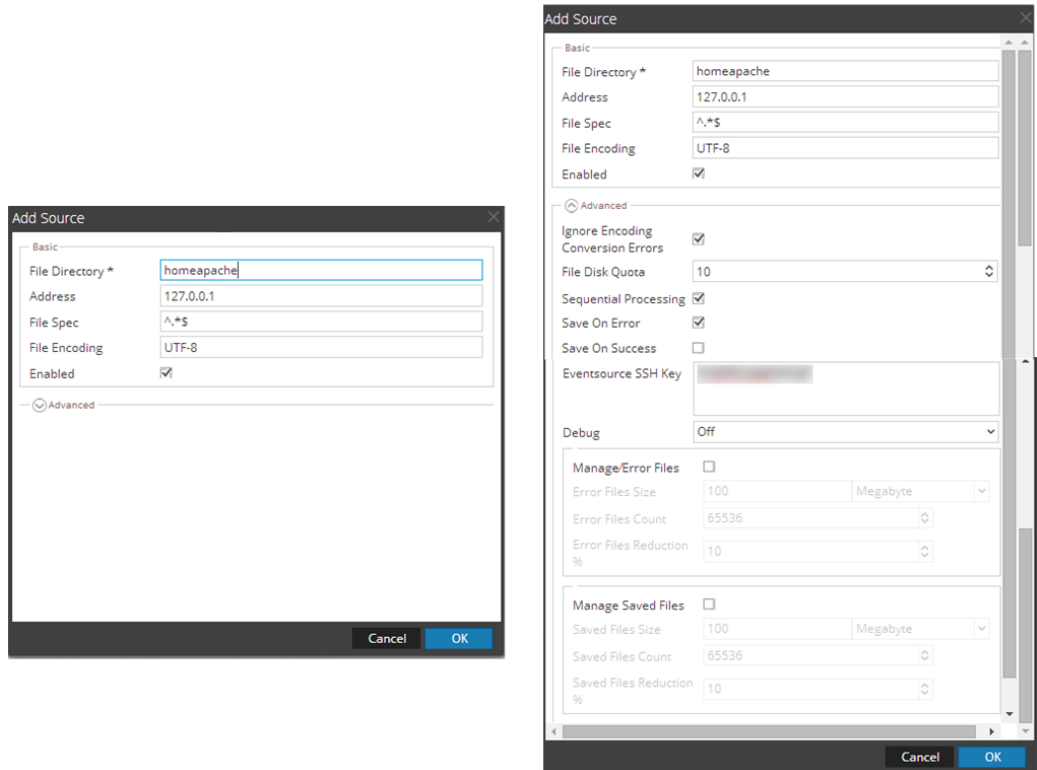 Add Source
Basic
File Directory * homeapache
Address 127.0.0.1
File Spec ^.*$
File Encoding UTF-8
Enabled
Advanced
Cancel OK
Add Source
Basic
File Directory * homeapache
Address 127.0.0.1
File Spec ^.*$
File Encoding UTF-8
Enabled
Advanced
Ignore Encoding
Conversion Errors
File Disk Quota 10
Sequential Processing
Save On Error
Save On Success
Eventsource SSH Key
Debug Off
Manage/Error Files
Error Files Size 100 Megabyte
Error Files Count 65536
Error Files Reduction
% 10
Manage Saved Files
Saved Files Size 100 Megabyte
Saved Files Count 65536
Saved Files Reduction
% 10
Cancel OK